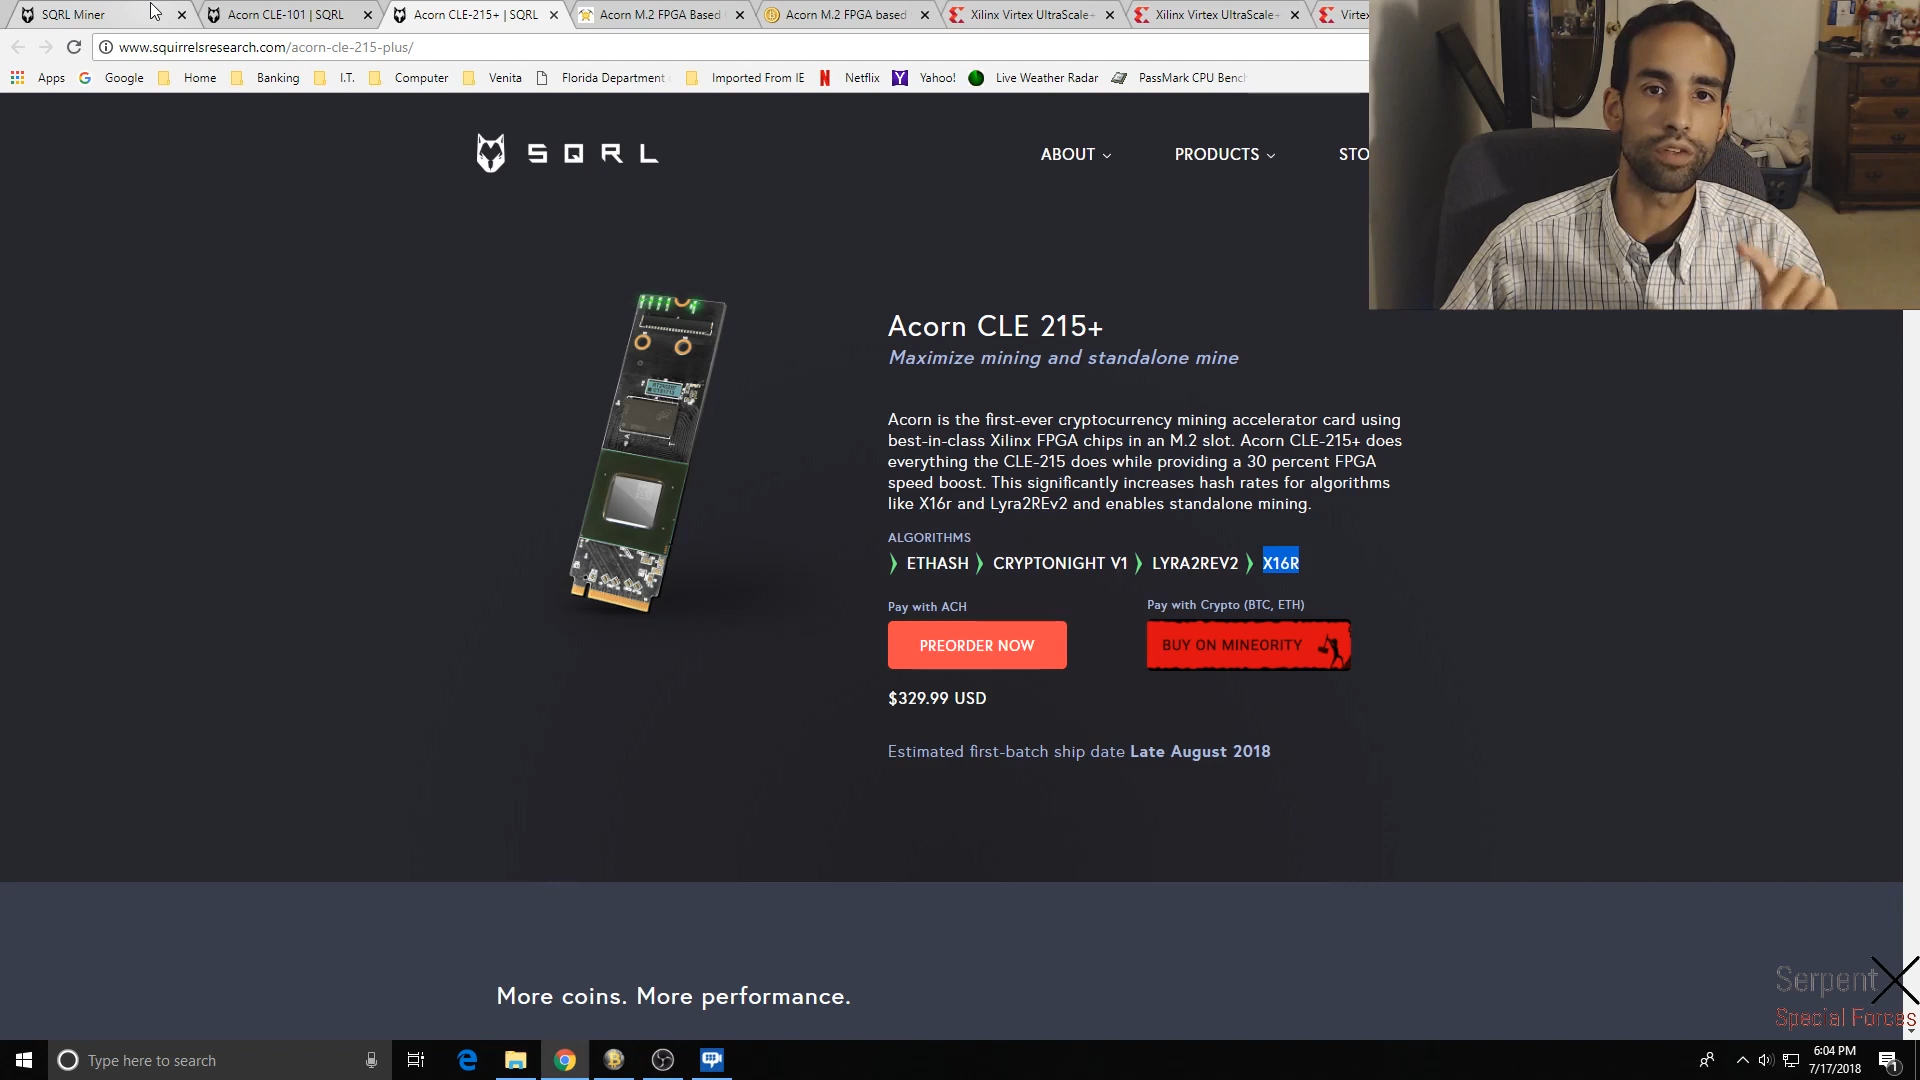 SQRL Miner
Acorn CLE-101 | SQRL
Acorn CLE-215+ | SQRL
Acorn M.2 FPGA Based
Acorn M.2 FPGA based
Xilinx Virtex UltraScale+
Xilinx Virtex UltraScale+
Virtex
www.squirrelsresearch.com/acorn-cle-215-plus/
Apps Google Home Banking I.T. Computer Venita Florida Department Imported From IE Netflix Yahoo! Live Weather Radar PassMark CPU Bench
SQRL
ABOUT PRODUCTS STO
Acorn CLE 215+
Maximize mining and standalone mine
Acorn is the first-ever cryptocurrency mining accelerator card using
best-in-class Xilinx FPGA chips in an M.2 slot. Acorn CLE-215+ does
everything the CLE-215 does while providing a 30 percent FPGA
speed boost. This significantly increases hash rates for algorithms
like X16r and Lyra2REv2 and enables standalone mining.
ALGORITHMS
ETHASH CRYPTONIGHT V1 LYRA2REV2 X16R
Pay with ACH
Pay with Crypto (BTC, ETH)
PREORDER NOW
BUY ON MINEORITY
$329.99 USD
Estimated first-batch ship date Late August 2018
More coins. More performance.
Serpent X
Special Forces
Type here to search
6:04 PM
7/17/2018
1